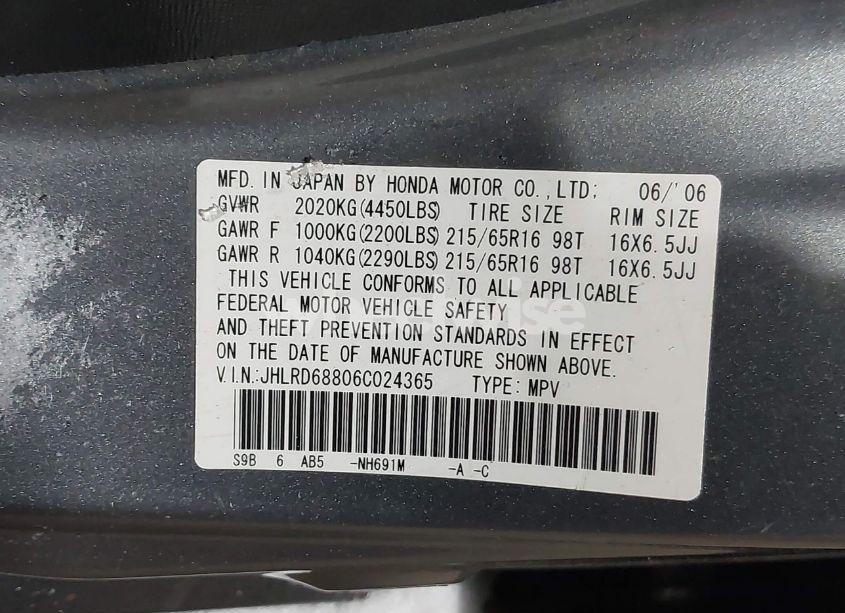 MFD. IN JAPAN BY HONDA MOTOR CO.,LTD: 06/'06
GVWR 2020KG(4450LBS) TIRE SIZE RIM SIZE
GAWR F 1000KG(2200LBS) 215/65R16 98T 16X6.5JJ
GAWR R 1040KG(2290LBS) 215/65R16 98T 16X6.5JJ
THIS VEHICLE CONFORMS TO ALL APPLICABLE
FEDERAL MOTOR VEHICLE SAFETY
AND THEFT PREVENTION STANDARDS IN EFFECT
ON THE DATE OF MANUFACTURE SHOWN ABOVE.
V.I.N.:JHLRD68806C024365 TYPE: MPV
S9B 6 AB5 -NH691M -A -C